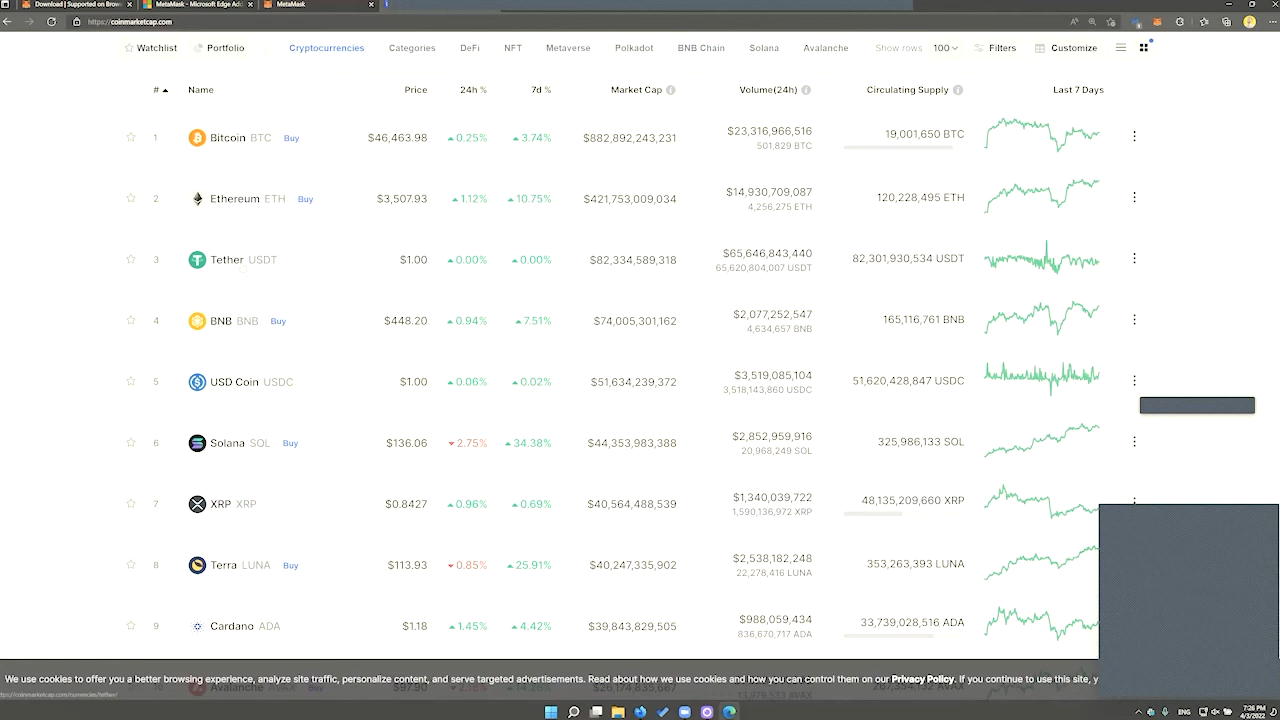 Download | Supported on Brow
MetaMask - Microsoft Edge Add
MetaMask
https://coinmarketcap.com
Watchlist Portfolio Cryptocurrencies Categories DeFi NFT Metaverse Polkadot BNB Chain Solana Avalanche Show rows 100 Filters Customize
# Name Price 24h % 7d % Market Cap Volume(24h) Circulating Supply Last 7 Days
1 Bitcoin BTC Buy $46,463.98 0.25% 3.74% $882,892,243,231 $23,316,966,516 19,001,650 BTC
501,829 BTC
2 Ethereum ETH Buy $3,507.93 1.12% 10.75% $421,753,009,034 $14,930,709,087 120,228,495 ETH
4,256,275 ETH
3 Tether USDT $1.00 0.00% 0.00% $82,334,589,318 $65,646,843,440 82,301,930,534 USDT
65,620,804,007 USDT
4 BNB BNB Buy $448.20 0.94% 7.51% $74,005,301,162 $2,077,252,547 165,116,761 BNB
4,634,657 BNB
5 USD Coin USDC $1.00 0.06% 0.02% $51,634,239,372 $3,519,085,104 51,620,428,847 USDC
3,518,143,860 USDC
6 Solana SOL Buy $136.06 2.75% 34.38% $44,353,983,388 $2,852,959,916 325,986,133 SOL
20,968,249 SOL
7 XRP XRP $0.8427 0.96% 0.69% $40,564,488,539 $1,340,039,722 48,135,209,660 XRP
1,590,136,972 XRP
8 Terra LUNA Buy $113.93 0.85% 25.91% $40,247,335,902 $2,538,182,248 353,263,393 LUNA
22,278,416 LUNA
9 Cardano ADA $1.18 1.45% 4.42% $39,843,829,505 $988,059,434 33,739,028,516 ADA
836,670,717 ADA
We use cookies to offer you a better browsing experience, analyze site traffic, personalize content, and serve targeted advertisements. Read about how we use cookies and how you can control them on our Privacy Policy. If you continue to use this site, y
10 Avalanche AVAX Buy $97.90
ttps://coinmarketcap.com/currencies/tether/
ENG
7:26 PM
4/3/2022